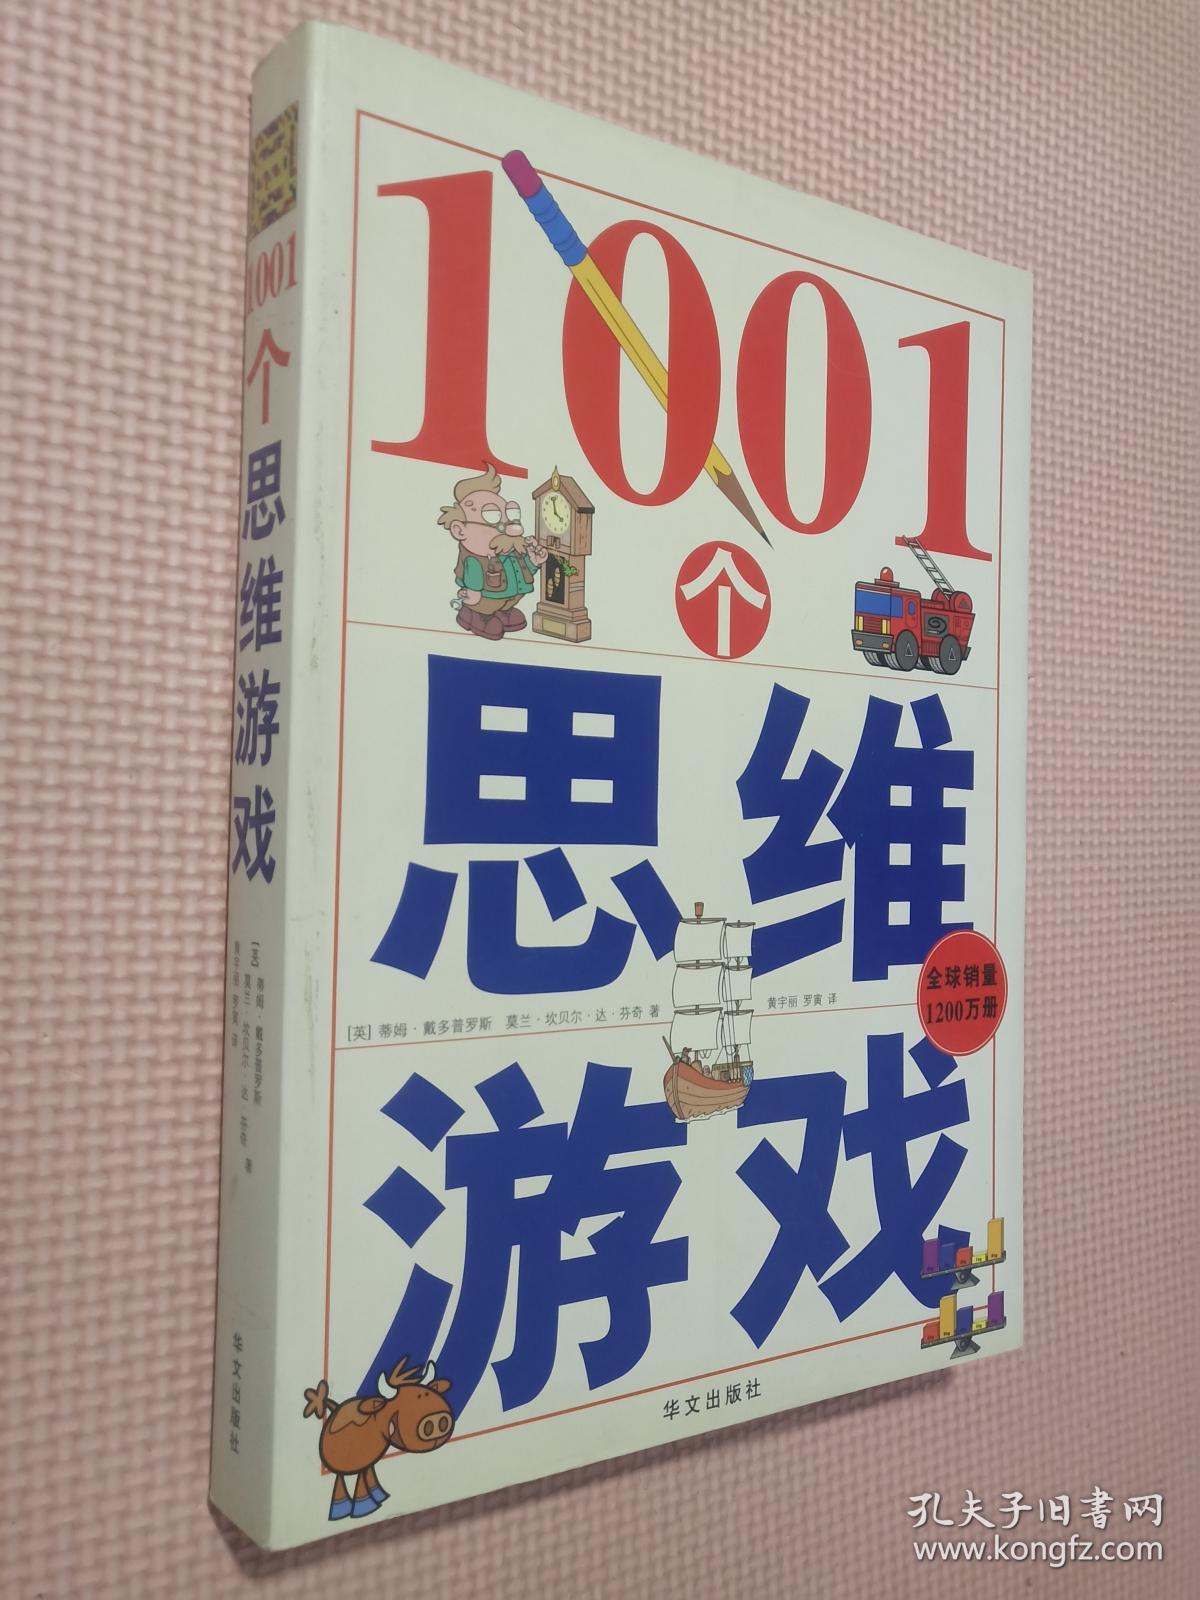 1001
个
思维
[英] 蒂姆·戴多普罗斯 莫兰·坎贝尔·达·芬奇 著
黄宇丽 罗寅 译
全球销量
1200万册
游戏
华文出版社
1001
个思维游戏
[英] 蒂姆·戴多普罗斯
莫兰·坎贝尔·达·芬奇 著
黄宇丽 罗寅 译
华文出版社
孔夫子旧书网
www.kongfz.com